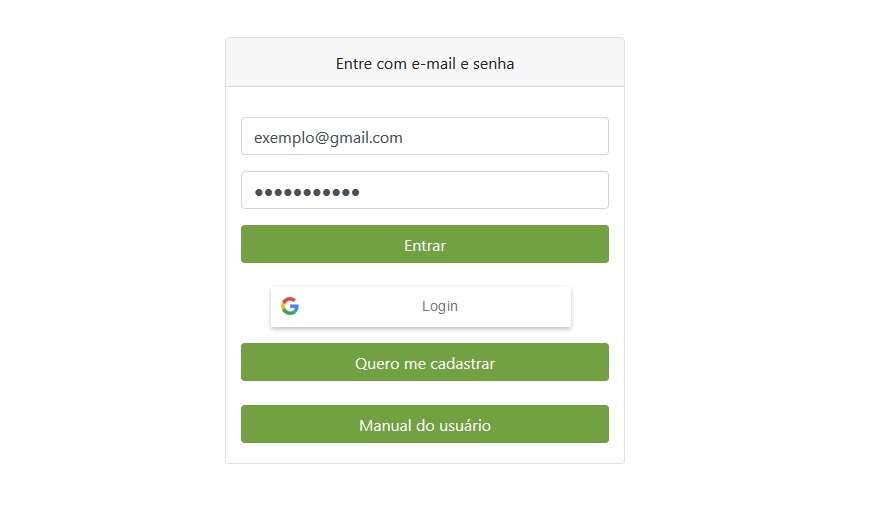 Entre com e-mail e senha
exemplo@gmail.com
●●●●●●●●●●●
Entrar
Login
Quero me cadastrar
Manual do usuário